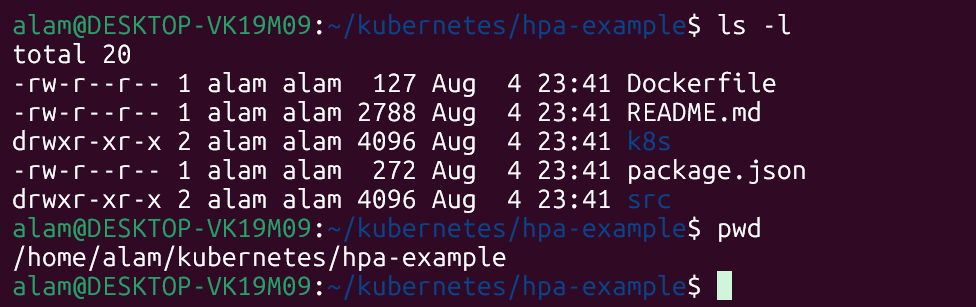 alam@DESKTOP-VK19M09:~/kubernetes/hpa-example$ ls -l
total 20
-rw-r--r-- 1 alam alam  127 Aug  4 23:41 Dockerfile
-rw-r--r-- 1 alam alam 2788 Aug  4 23:41 README.md
drwxr-xr-x 2 alam alam 4096 Aug  4 23:41 k8s
-rw-r--r-- 1 alam alam  272 Aug  4 23:41 package.json
drwxr-xr-x 2 alam alam 4096 Aug  4 23:41 src
alam@DESKTOP-VK19M09:~/kubernetes/hpa-example$ pwd
/home/alam/kubernetes/hpa-example
alam@DESKTOP-VK19M09:~/kubernetes/hpa-example$